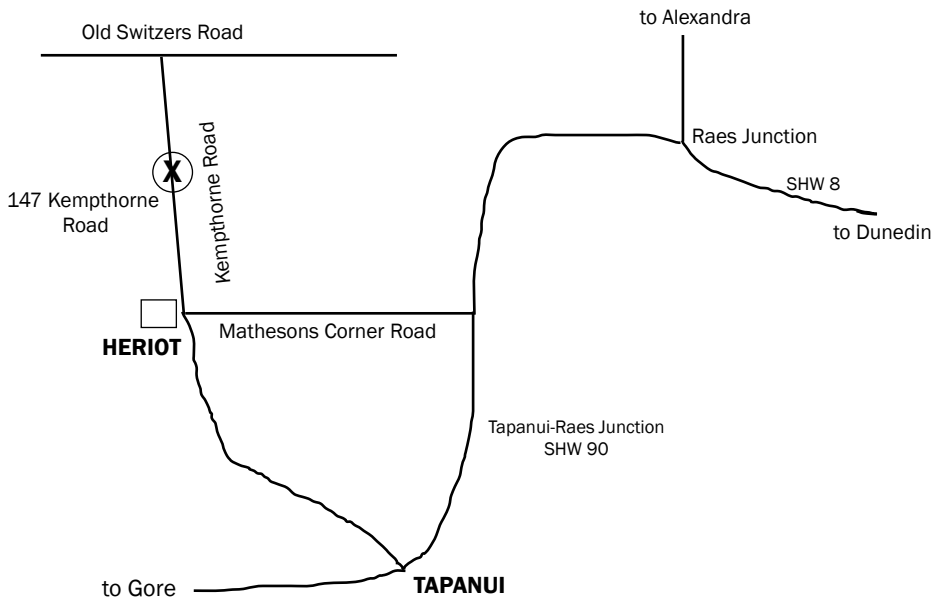 to Alexandra
Old Switzers Road
Raes Junction
Kempthorne Road
X
SHW 8
147 Kempthorne
Road
to Dunedin
Mathesons Corner Road
HERIOT
Tapanui-Raes Junction
SHW 90
to Gore
TAPANUI